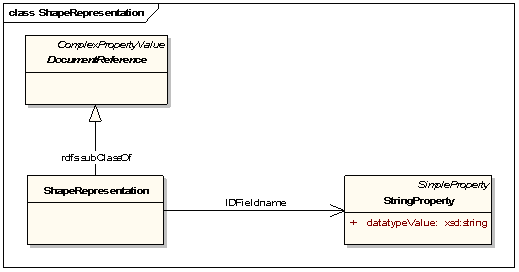 class ShapeRepresentation
ComplexPropertyValue
DocumentReference
rdfs:subClassOf
ShapeRepresentation
IDFieldname
SimpleProperty
StringProperty
+ datatypeValue: xsd:string